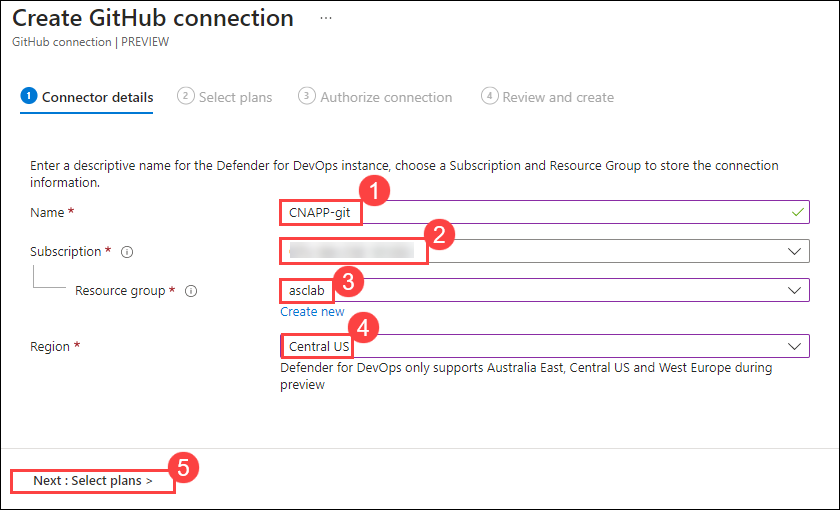 Create GitHub connection ...
GitHub connection | PREVIEW
1 Connector details 2 Select plans 3 Authorize connection 4 Review and create
Enter a descriptive name for the Defender for DevOps instance, choose a Subscription and Resource Group to store the connection
information.
1
Name * CNAPP-git
2
Subscription *
3
Resource group * asclab
Create new
4
Region * Central US
Defender for DevOps only supports Australia East, Central US and West Europe during
preview
5
Next : Select plans >